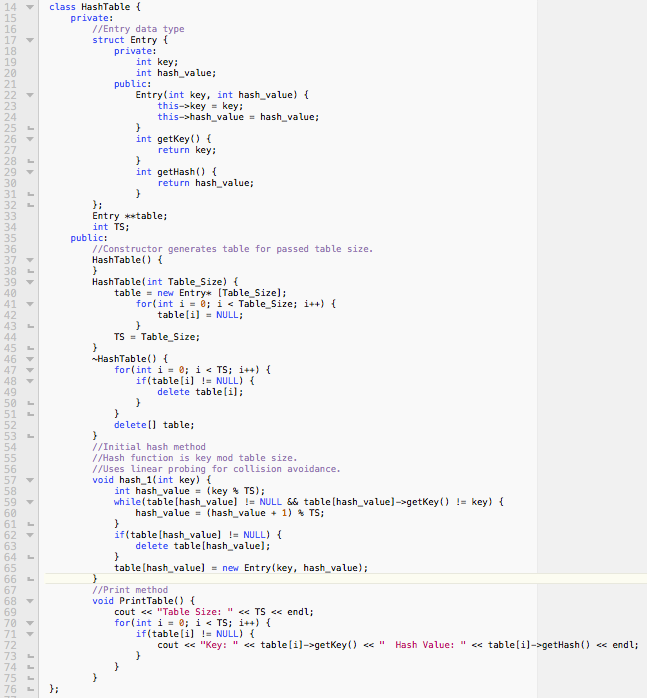 14 class HashTable {
15     private:
16         //Entry data type
17         struct Entry {
18             private:
19                 int key;
20                 int hash_value;
21             public:
22                 Entry(int key, int hash_value) {
23                     this->key = key;
24                     this->hash_value = hash_value;
25                 }
26                 int getKey() {
27                     return key;
28                 }
29                 int getHash() {
30                     return hash_value;
31                 }
32         };
33         Entry **table;
34         int TS;
35     public:
36         //Constructor generates table for passed table size.
37         HashTable() {
38         }
39         HashTable(int Table_Size) {
40             table = new Entry* [Table_Size];
41                 for(int i = 0; i < Table_Size; i++) {
42                     table[i] = NULL;
43                 }
44             TS = Table_Size;
45         }
46         ~HashTable() {
47             for(int i = 0; i < TS; i++) {
48                 if(table[i] != NULL) {
49                     delete table[i];
50                 }
51             }
52             delete[] table;
53         }
54         //Initial hash method
55         //Hash function is key mod table size.
56         //Uses linear probing for collision avoidance.
57         void hash_1(int key) {
58             int hash_value = (key % TS);
59             while(table[hash_value] != NULL && table[hash_value]->getKey() != key) {
60                 hash_value = (hash_value + 1) % TS;
61             }
62             if(table[hash_value] != NULL) {
63                 delete table[hash_value];
64             }
65             table[hash_value] = new Entry(key, hash_value);
66         }
67         //Print method
68         void PrintTable() {
69             cout << "Table Size: " << TS << endl;
70             for(int i = 0; i < TS; i++) {
71                 if(table[i] != NULL) {
72                     cout << "Key: " << table[i]->getKey() << "  Hash Value: " << table[i]->getHash() << endl;
73                 }
74             }
75         }
76 };